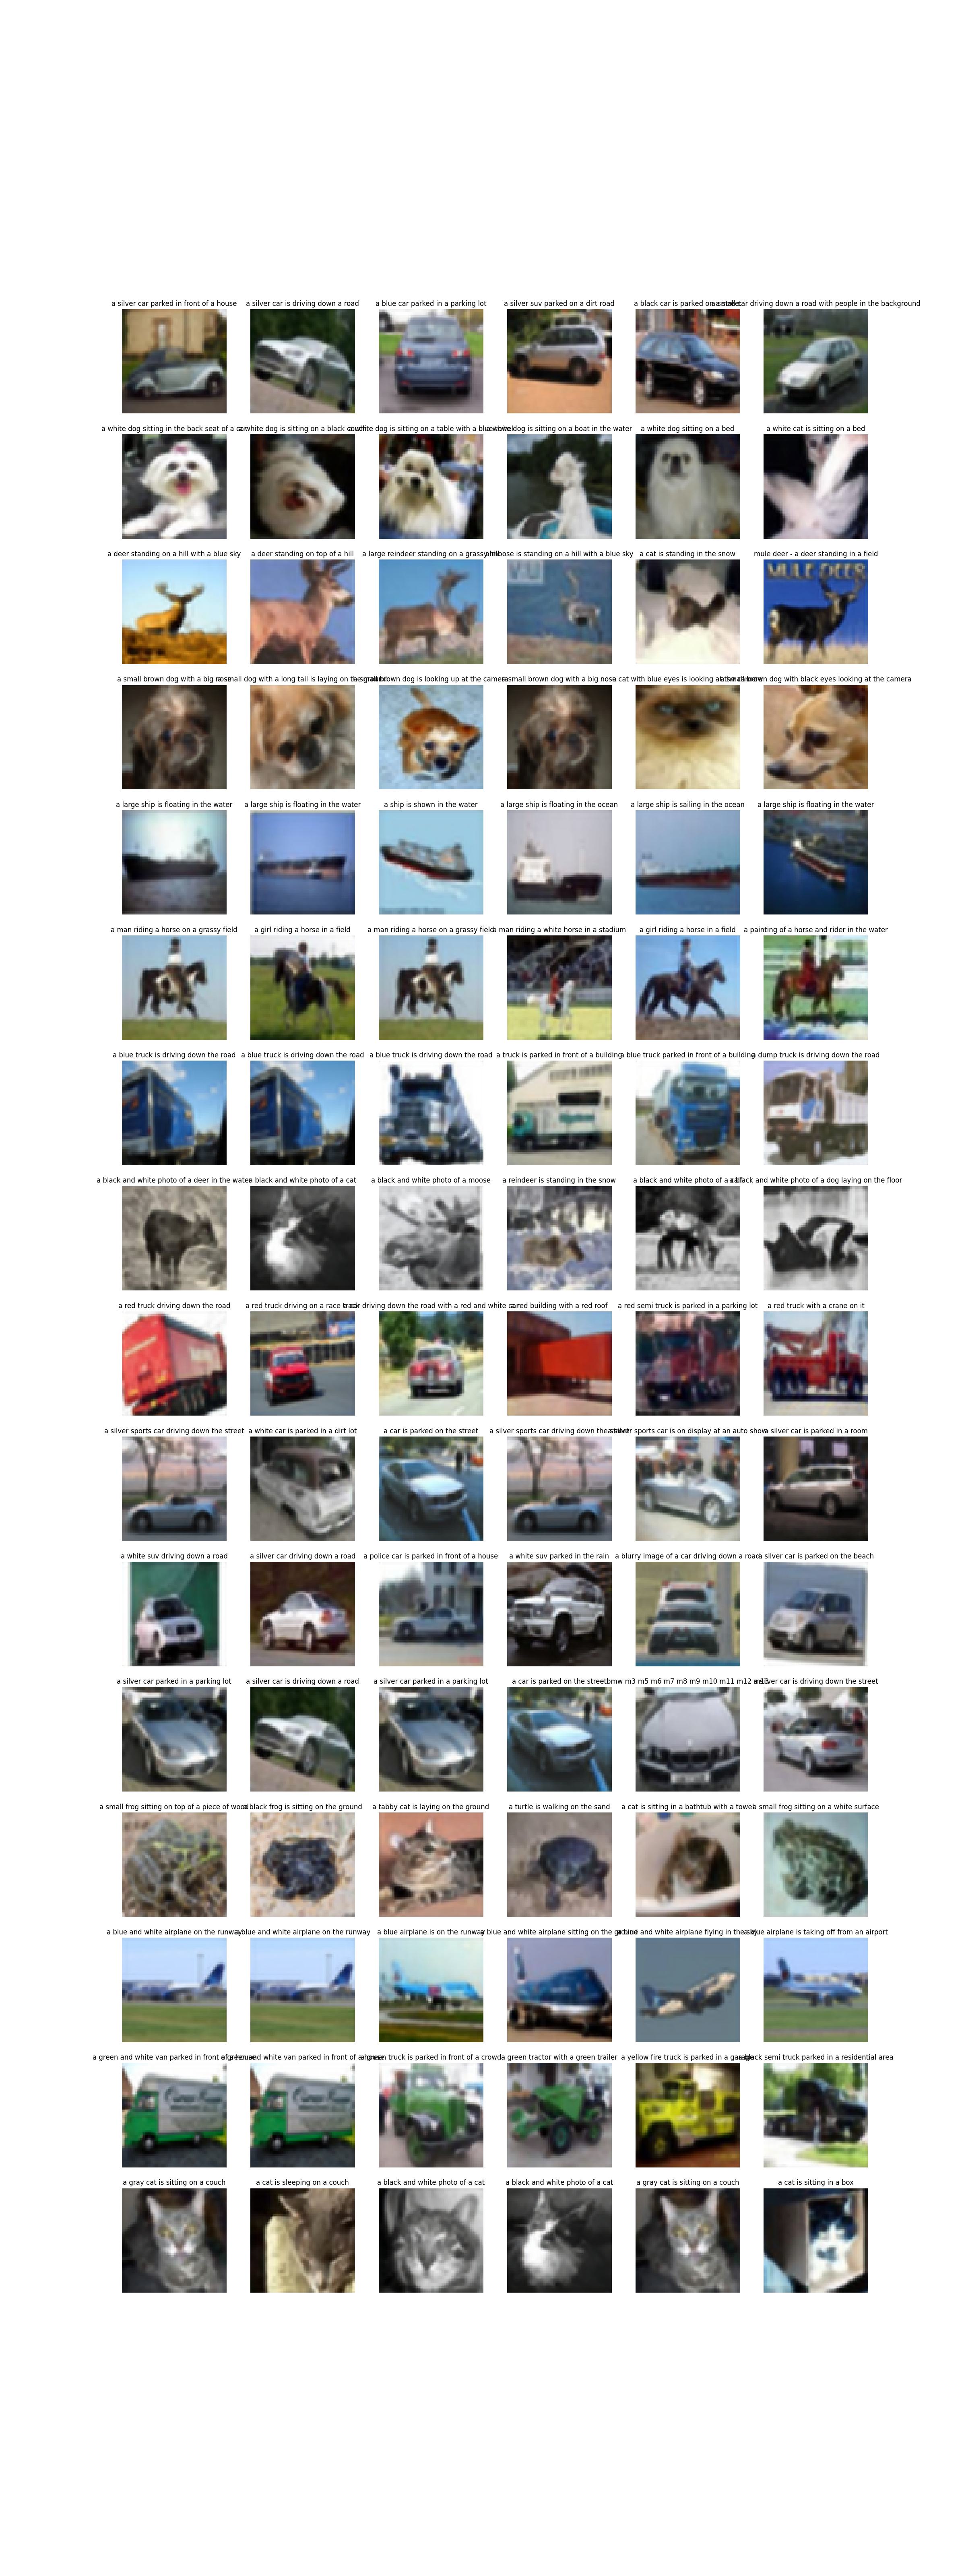 a silver car parked in front of a house
a silver car is driving down a road
a blue car parked in a parking lot
a silver suv parked on a dirt road
a black car is parked on a street
a small car driving down a road with people in the background
a white dog sitting in the back seat of a car
a white dog is sitting on a black couch
a white dog is sitting on a table with a blue towel
a white dog is sitting on a boat in the water
a white dog sitting on a bed
a white cat is sitting on a bed
a deer standing on a hill with a blue sky
a deer standing on top of a hill
a large reindeer standing on a grassy hill
a moose is standing on a hill with a blue sky
a cat is standing in the snow
mule deer - a deer standing in a field
MULE DEER
a small brown dog with a big nose
a small dog with a long tail is laying on the ground
a small brown dog is looking up at the camera
a small brown dog with a big nose
a cat with blue eyes is looking at the camera
a small brown dog with black eyes looking at the camera
a large ship is floating in the water
a large ship is floating in the water
a ship is shown in the water
a large ship is floating in the ocean
a large ship is sailing in the ocean
a large ship is floating in the water
a man riding a horse on a grassy field
a girl riding a horse in a field
a man riding a horse on a grassy field
a man riding a white horse in a stadium
a girl riding a horse in a field
a painting of a horse and rider in the water
a blue truck is driving down the road
a blue truck is driving down the road
a blue truck is driving down the road
a truck is parked in front of a building
a blue truck parked in front of a building
a dump truck is driving down the road
a black and white photo of a deer in the water
a black and white photo of a cat
a black and white photo of a moose
a reindeer is standing in the snow
a black and white photo of a calf
a black and white photo of a dog laying on the floor
a red truck driving down the road
a red truck driving on a race track
a car driving down the road with a red and white car
a red building with a red roof
a red semi truck is parked in a parking lot
a red truck with a crane on it
a silver sports car driving down the street
a white car is parked in a dirt lot
a car is parked on the street
a silver sports car driving down the street
a silver sports car is on display at an auto show
a silver car is parked in a room
a white suv driving down a road
a silver car driving down a road
a police car is parked in front of a house
a white suv parked in the rain
a blurry image of a car driving down a road
a silver car is parked on the beach
a silver car parked in a parking lot
a silver car is driving down a road
a silver car parked in a parking lot
a car is parked on the street
bmw m3 m5 m6 m7 m8 m9 m10 m11 m12 m13
a silver car is driving down the street
a small frog sitting on top of a piece of wood
a black frog is sitting on the ground
a tabby cat is laying on the ground
a turtle is walking on the sand
a cat is sitting in a bathtub with a towel
a small frog sitting on a white surface
a blue and white airplane on the runway
a blue and white airplane on the runway
a blue airplane is on the runway
a blue and white airplane sitting on the ground
a blue and white airplane flying in the sky
a blue airplane is taking off from an airport
a green and white van parked in front of a house
a green and white van parked in front of a house
a green truck is parked in front of a crowd
a green tractor with a green trailer
a yellow fire truck is parked in a garage
a black semi truck parked in a residential area
a gray cat is sitting on a couch
a cat is sleeping on a couch
a black and white photo of a cat
a black and white photo of a cat
a gray cat is sitting on a couch
a cat is sitting in a box